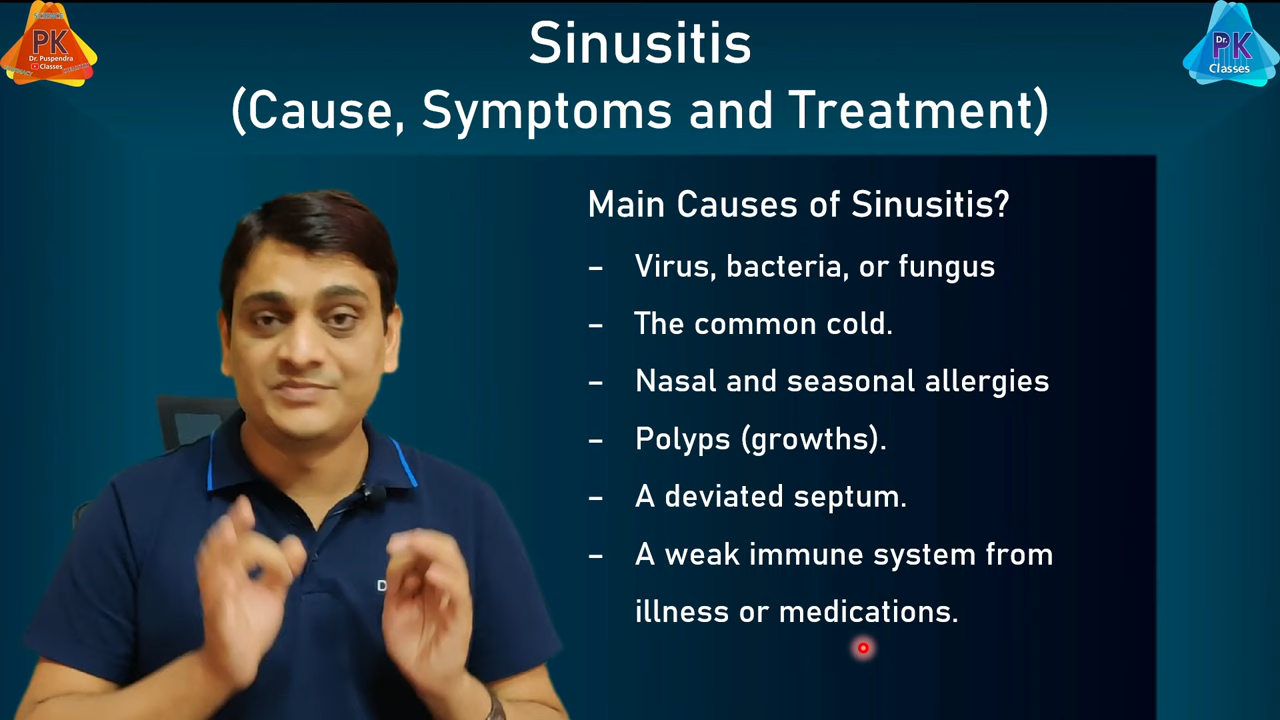 SCIENCE
PK
Dr. Puspendra
Classes
Sinusitis
(Cause, Symptoms and Treatment)
Dr.
PK
Classes
Main Causes of Sinusitis?
– Virus, bacteria, or fungus
– The common cold.
– Nasal and seasonal allergies
– Polyps (growths).
– A deviated septum.
– A weak immune system from
illness or medications.
D